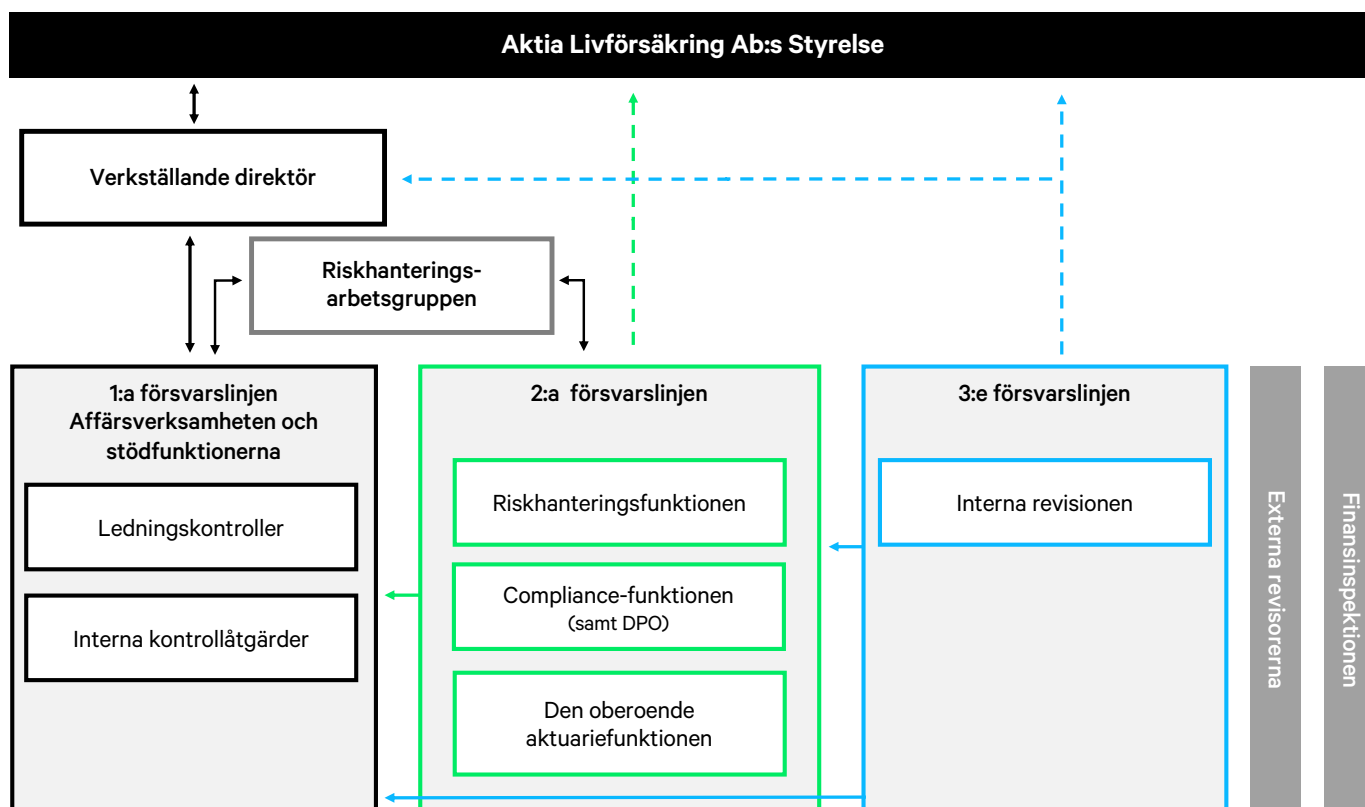 Aktia Livförsäkring Ab:s Styrelse
Verkställande direktör
Riskhanterings-
arbetsgruppen
1:a försvarslinjen
Affärsverksamheten och
stödfunktionerna
Ledningskontroller
Interna kontrollåtgärder
2:a försvarslinjen
Riskhanteringsfunktionen
Compliance-funktionen
(samt DPO)
Den oberoende
aktuariefunktionen
3:e försvarslinjen
Interna revisionen
Externa revisorerna
Finansinspektionen